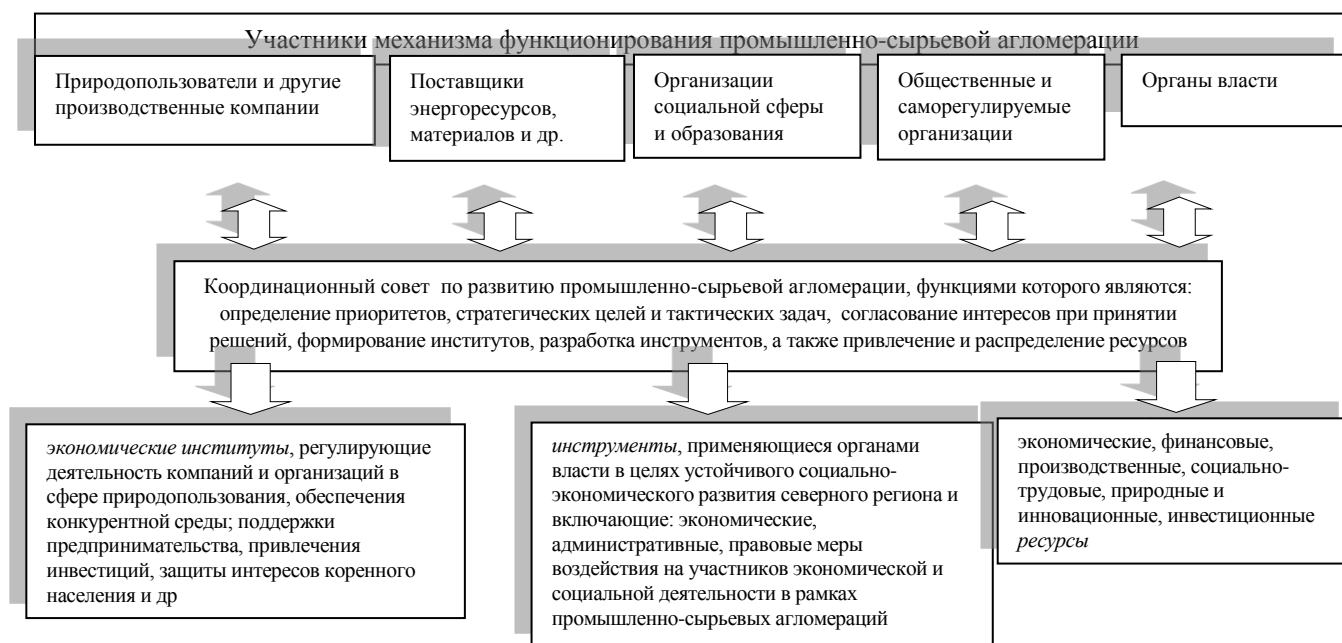 Участники механизма функционирования промышленно-сырьевой агломерации
Природопользователи и другие
производственные компании
Поставщики
энергоресурсов,
материалов и др.
Организации
социальной сферы
и образования
Общественные и
саморегулируемые
организации
Органы власти
Координационный совет по развитию промышленно-сырьевой агломерации, функциями которого являются:
определение приоритетов, стратегических целей и тактических задач, согласование интересов при принятии
решений, формирование институтов, разработка инструментов, а также привлечение и распределение ресурсов
экономические институты, регулирующие
деятельность компаний и организаций в
сфере природопользования, обеспечения
конкурентной среды; поддержки
предпринимательства, привлечения
инвестиций, защиты интересов коренного
населения и др
инструменты, применяющиеся органами
власти в целях устойчивого социально-
экономического развития северного региона и
включающие: экономические,
административные, правовые меры
воздействия на участников экономической и
социальной деятельности в рамках
промышленно-сырьевых агломераций
экономические, финансовые,
производственные, социально-
трудовые, природные и
инновационные, инвестиционные
ресурсы